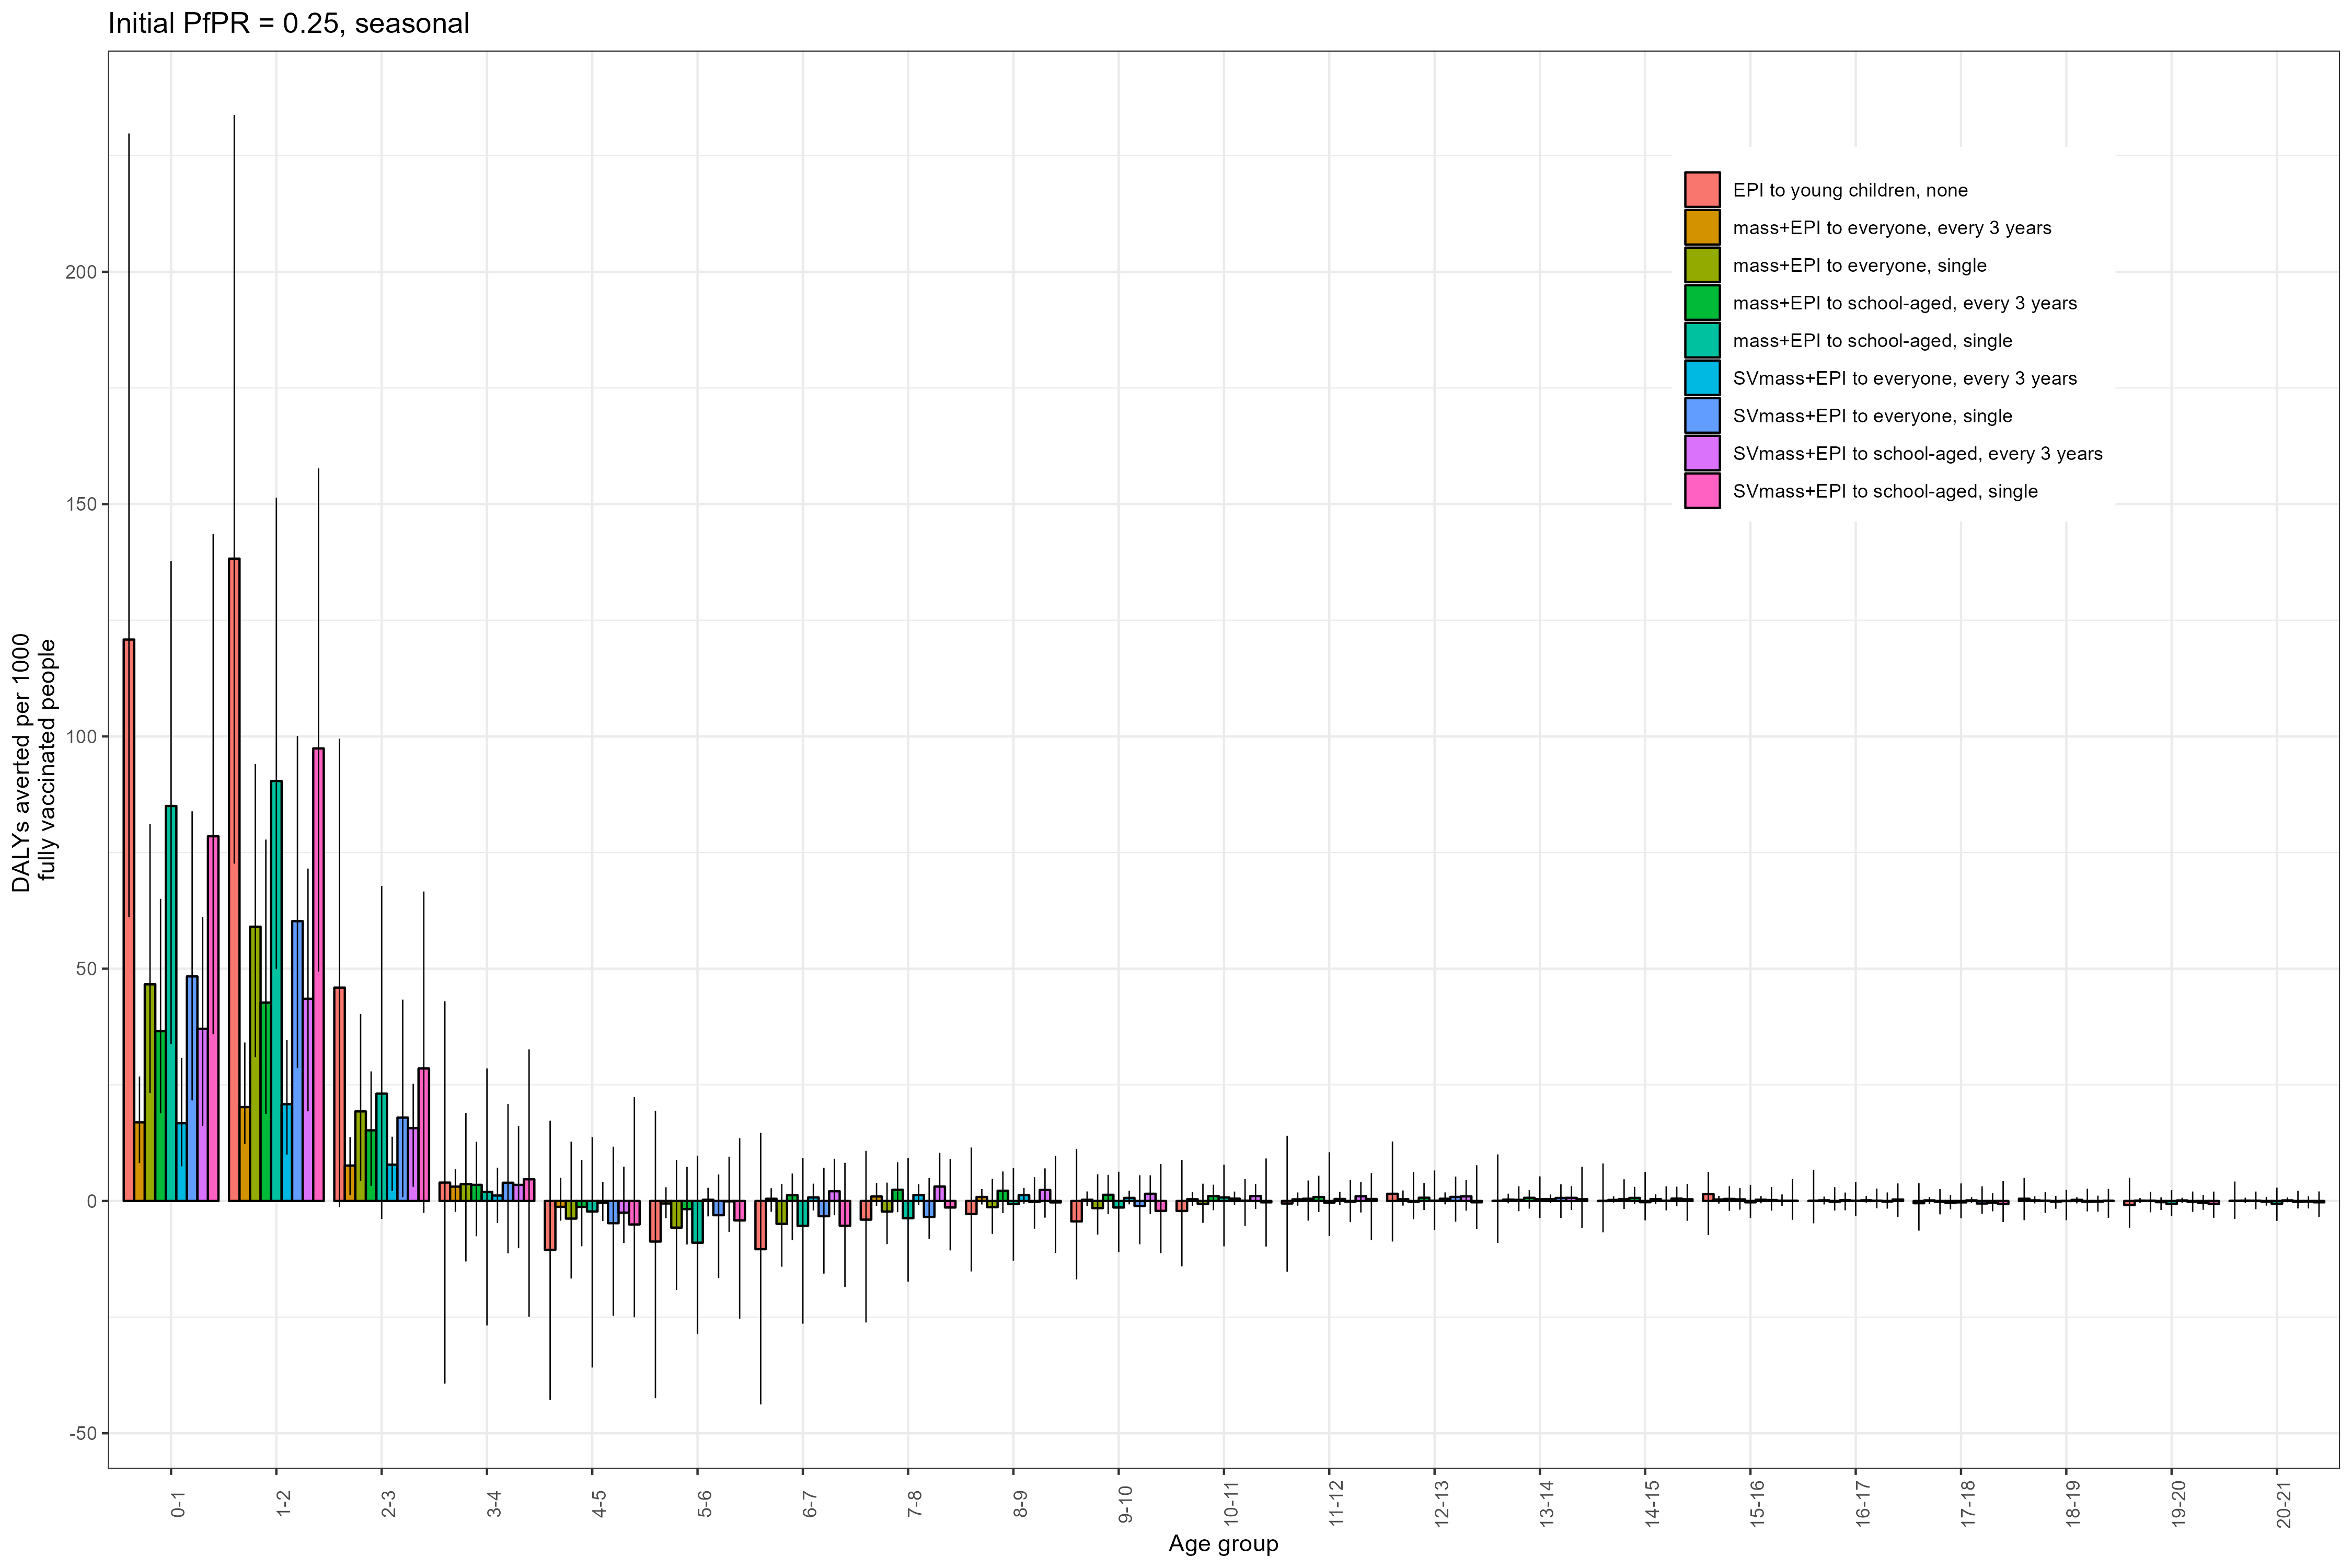 Initial PfPR = 0.25, seasonal
DALYs averted per 1000
fully vaccinated people
200
150
100
50
0
-50
EPI to young children, none
mass+EPI to everyone, every 3 years
mass+EPI to everyone, single
mass+EPI to school-aged, every 3 years
mass+EPI to school-aged, single
SVmass+EPI to everyone, every 3 years
SVmass+EPI to everyone, single
SVmass+EPI to school-aged, every 3 years
SVmass+EPI to school-aged, single
0-1
1-2
2-3
3-4
4-5
5-6
6-7
7-8
8-9
9-10
10-11
11-12
12-13
13-14
14-15
15-16
16-17
17-18
18-19
19-20
20-21
Age group